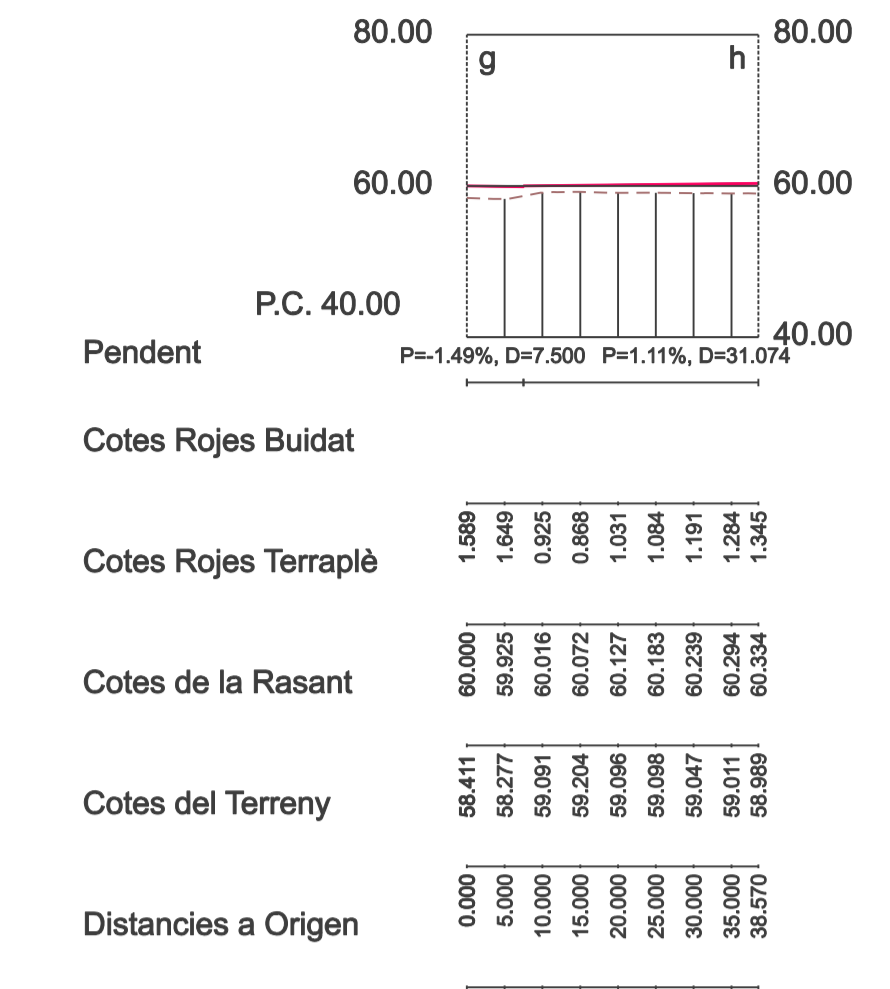 80.00 80.00
g h
60.00 60.00
P.C. 40.00
40.00
Pendent P=-1.49%, D=7.500 P=1.11%, D=31.074
Cotes Rojes Buidat
Cotes Rojes Terraplè 1.589 1.649 0.925 0.868 1.031 1.084 1.191 1.284 1.345
Cotes de la Rasant 60.000 59.925 60.016 60.072 60.127 60.183 60.239 60.294 60.334
Cotes del Terreny 58.411 58.277 59.091 59.204 59.096 59.098 59.047 59.011 58.989
Distancies a Origen 0.000 5.000 10.000 15.000 20.000 25.000 30.000 35.000 38.570